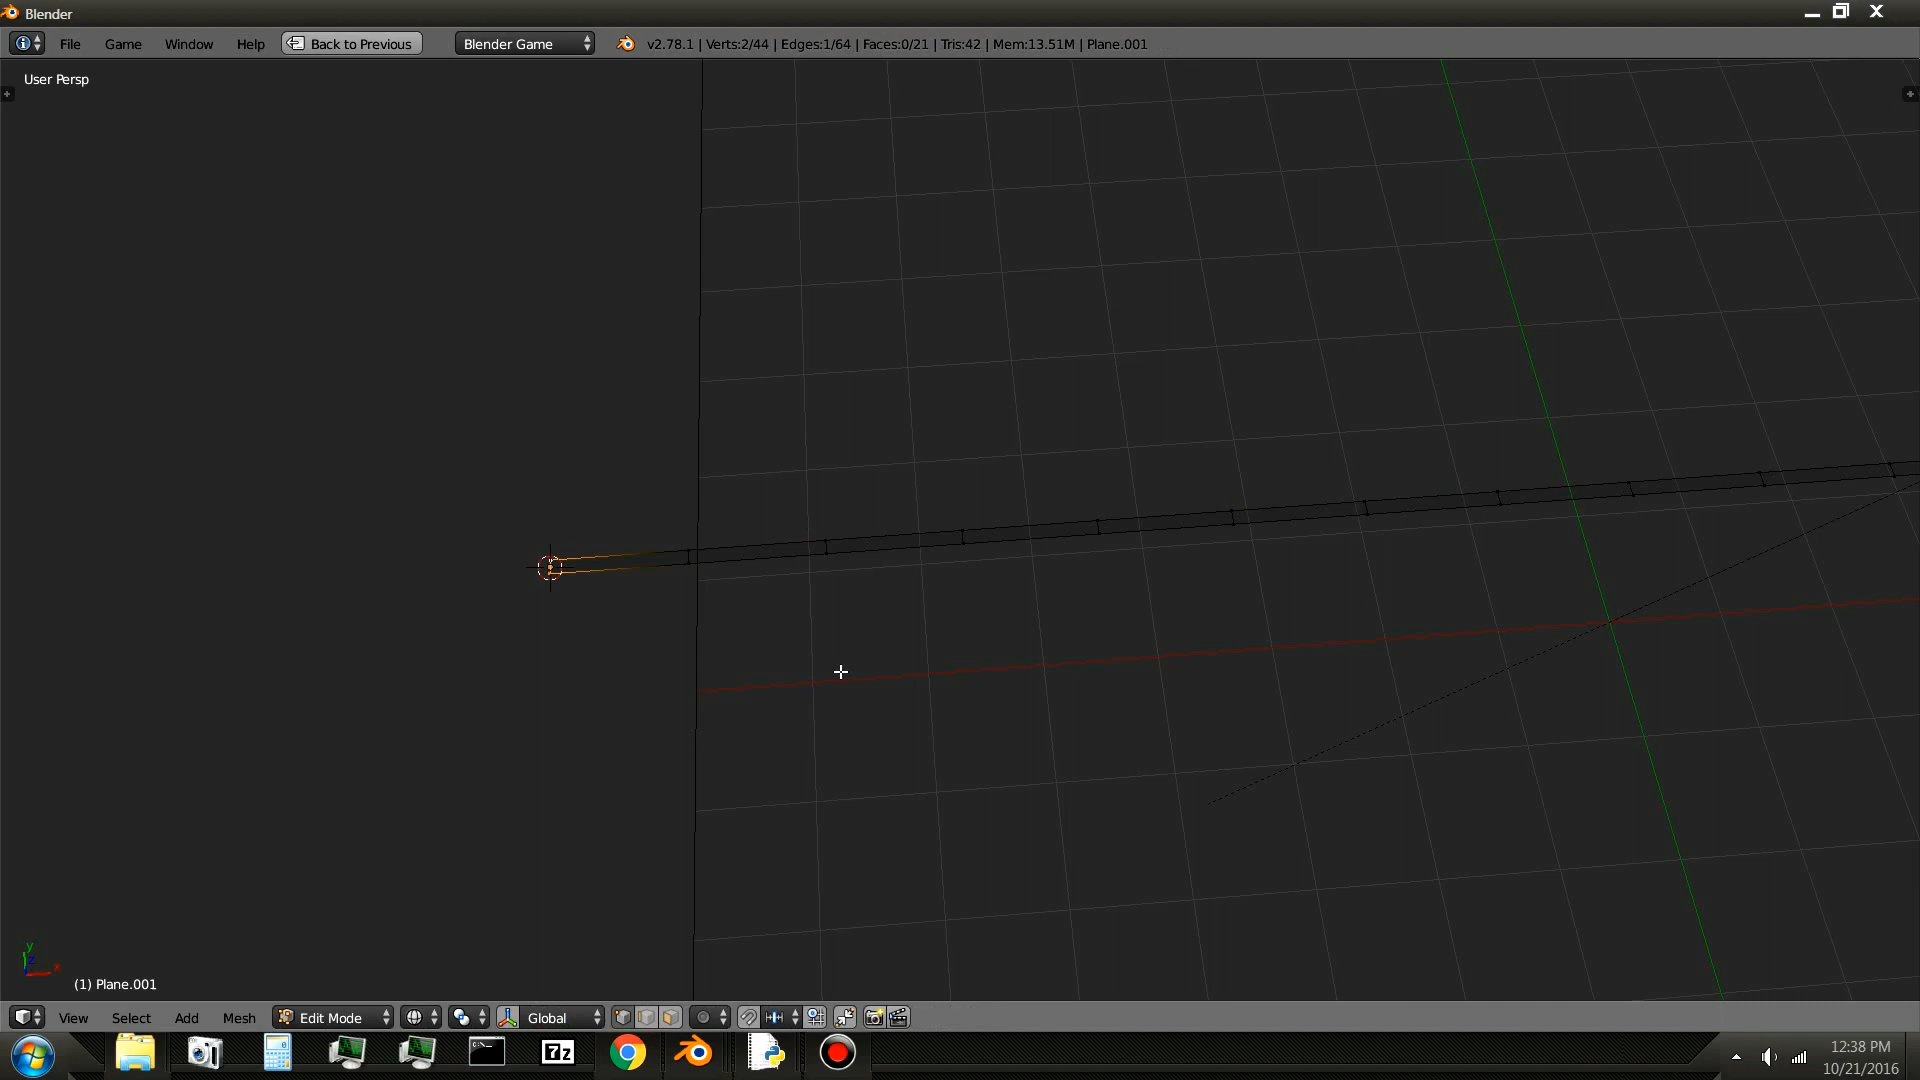 Blender
File Game Window Help Back to Previous Blender Game v2.78.1 | Verts:2/44 | Edges:1/64 | Faces:0/21 | Tris:42 | Mem:13.51M | Plane.001
User Persp
y
z
x
(1) Plane.001
View Select Add Mesh Edit Mode Global
7z
12:38 PM
10/21/2016